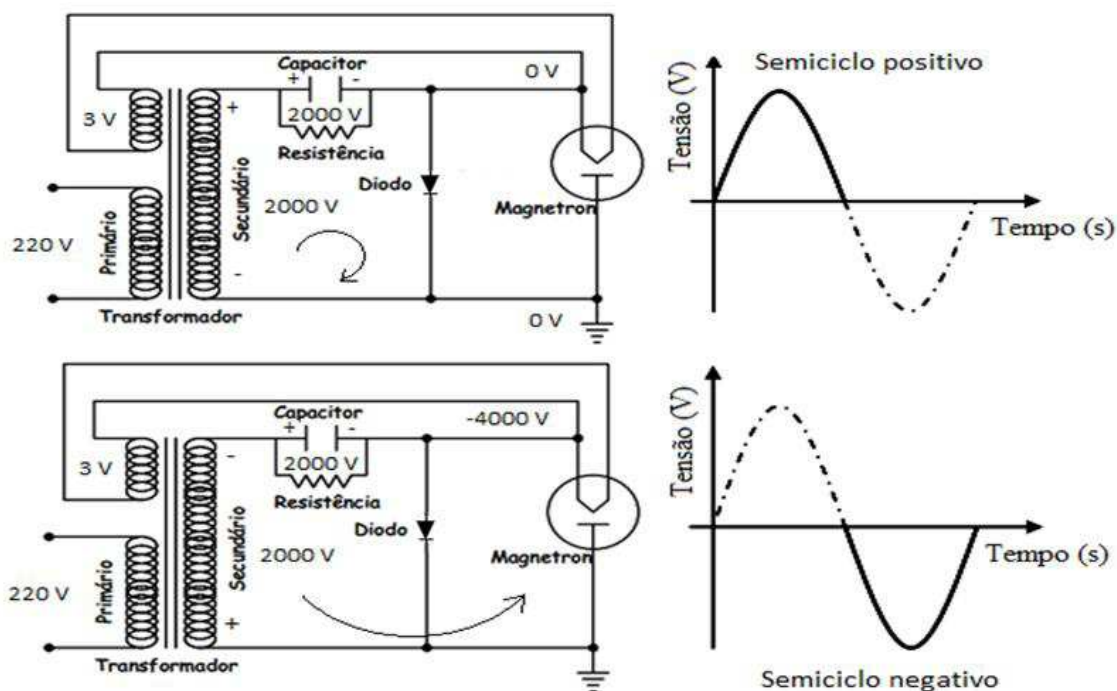 Capacitor
+ -
0 V
3 V
+
2000 V
Resistência
Secundário
Diodo
2000 V
Magnetron
Primário
220 V
-
Transformador
0 V
Semiciclo positivo
Tensão (V)
Tempo (s)
Capacitor
+ -
-4000 V
3 V
-
2000 V
Resistência
Secundário
Diodo
2000 V
Magnetron
Primário
220 V
+
Transformador
Tensão (V)
Tempo (s)
Semiciclo negativo